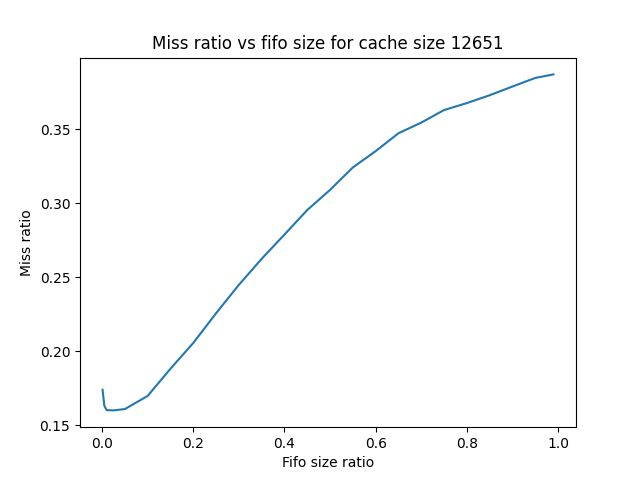 Miss ratio vs fifo size for cache size 12651
Miss ratio
0.35
0.30
0.25
0.20
0.15
0.0 0.2 0.4 0.6 0.8 1.0
Fifo size ratio